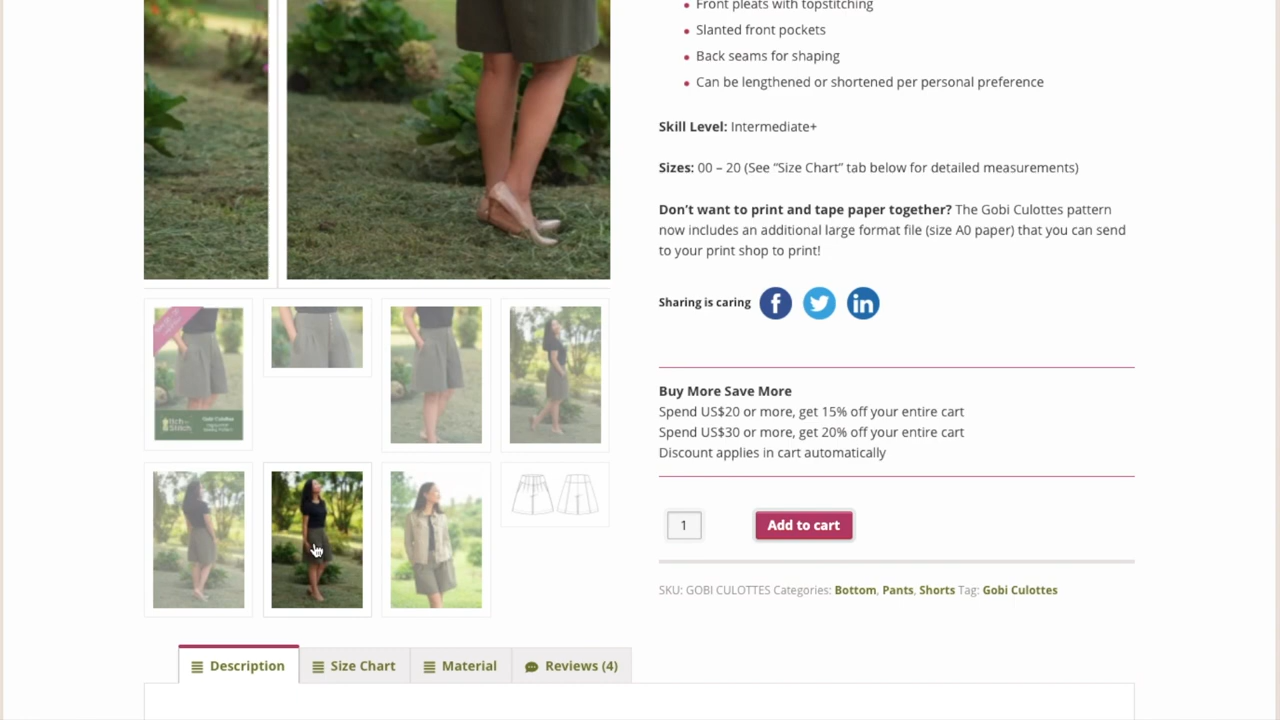 Front pleats with topstitching
Slanted front pockets
Back seams for shaping
Can be lengthened or shortened per personal preference
Skill Level: Intermediate+
Sizes: 00 – 20 (See “Size Chart” tab below for detailed measurements)
Don’t want to print and tape paper together? The Gobi Culottes pattern
now includes an additional large format file (size A0 paper) that you can send
to your print shop to print!
Sharing is caring
Buy More Save More
Spend US$20 or more, get 15% off your entire cart
Spend US$30 or more, get 20% off your entire cart
Discount applies in cart automatically
1
Add to cart
SKU: GOBI CULOTTES Categories: Bottom, Pants, Shorts Tag: Gobi Culottes
Gobi Culottes
Description
Size Chart
Material
Reviews (4)